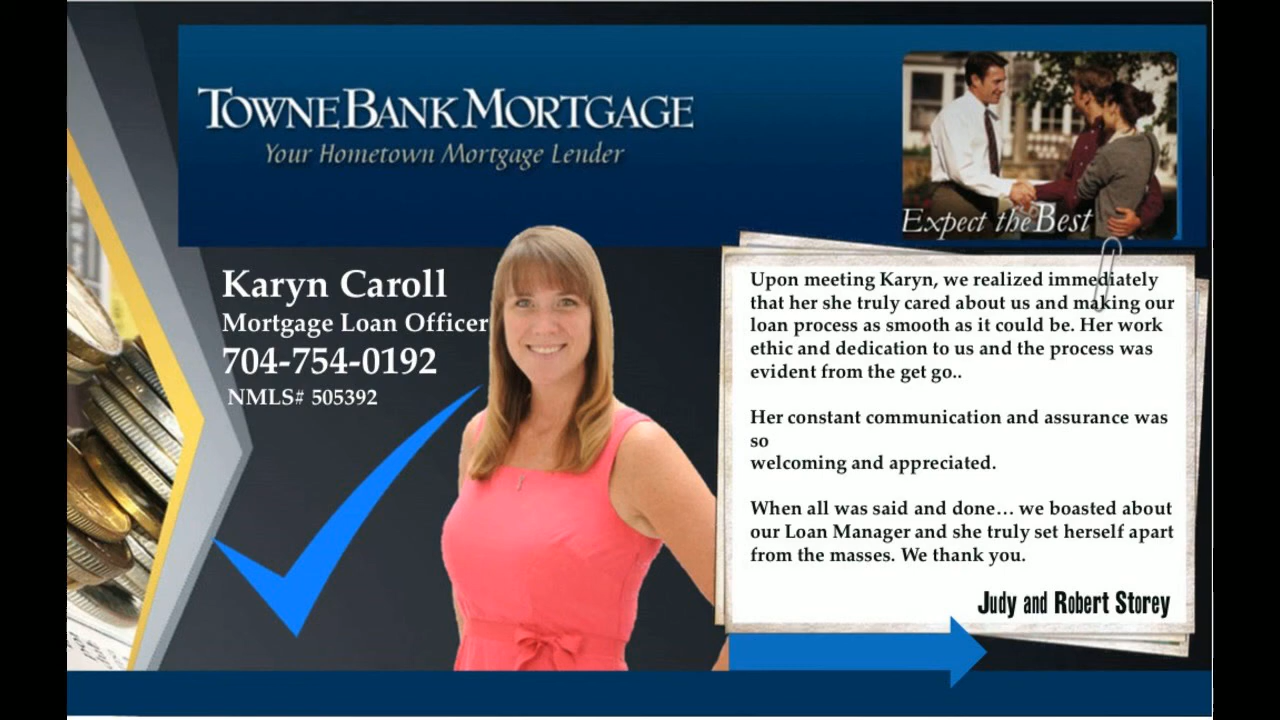 TOWNEBANK MORTGAGE
Your Hometown Mortgage Lender
Expect the Best
Karyn Caroll
Mortgage Loan Officer
704-754-0192
NMLS# 505392
Upon meeting Karyn, we realized immediately
that her she truly cared about us and making our
loan process as smooth as it could be. Her work
ethic and dedication to us and the process was
evident from the get go..
Her constant communication and assurance was
so
welcoming and appreciated.
When all was said and done… we boasted about
our Loan Manager and she truly set herself apart
from the masses. We thank you.
Judy and Robert Storey